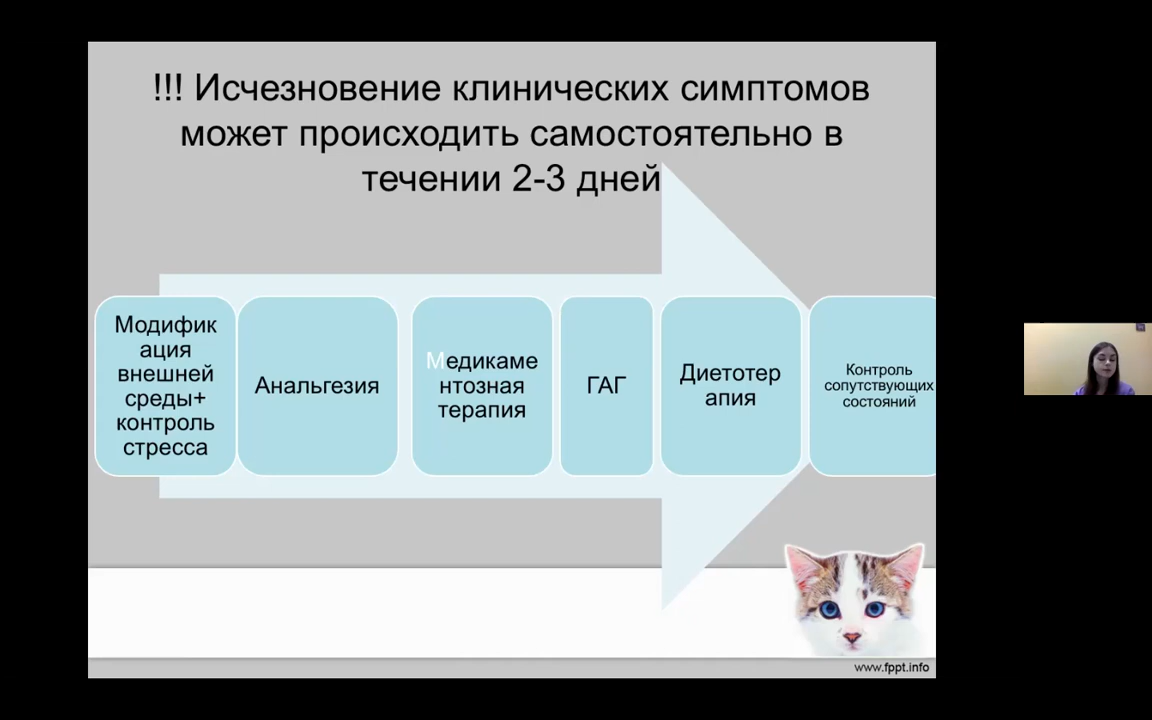 !!! Исчезновение клинических симптомов
может происходить самостоятельно в
течении 2-3 дней
Модифик
ация
внешней
среды+
контроль
стресса
Анальгезия
Медикаме
нтозная
терапия
ГАГ
Диетотер
апия
Контроль
сопутствующих
состояний
www.fppt.info